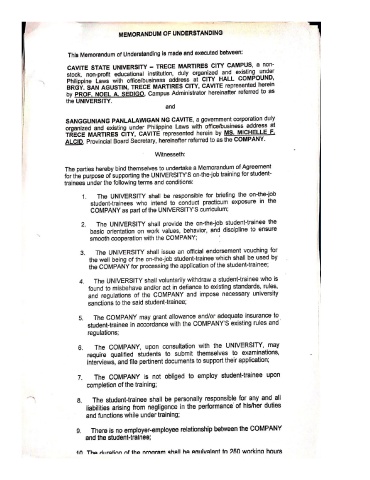 MEMORANDUM OF UNDERSTANDING
This Memorandum of Understanding is made and executed between:
CAVITE STATE UNIVERSITY – TRECE MARTIRES CITY CAMPUS, a non-
stock, non-profit educational institution, duly organized and existing under
Philippine Laws with office/business address at CITY HALL COMPOUND,
BRGY. SAN AGUSTIN, TRECE MARTIRES CITY, CAVITE represented herein
by PROF. NOEL A. SEDIGO, Campus Administrator hereinafter referred to as
the UNIVERSITY.
and
SANGGUNIANG PANLALAWIGAN NG CAVITE, a government corporation duly
organized and existing under Philippine Laws with office/business address at
TRECE MARTIRES CITY, CAVITE represented herein by MS. MICHELLE F.
ALCID, Provincial Board Secretary, hereinafter referred to as the COMPANY.
Witnesseth:
The parties hereby bind themselves to undertake a Memorandum of Agreement
for the purpose of supporting the UNIVERSITY'S on-the-job training for student-
trainees under the following terms and conditions:
1. The UNIVERSITY shall be responsible for briefing the on-the-job
student-trainees who intend to conduct practicum exposure in the
COMPANY as part of the UNIVERSITY'S curriculum;
2. The UNIVERSITY shall provide the on-the-job student-trainee the
basic orientation on work values, behavior, and discipline to ensure
smooth cooperation with the COMPANY;
3. The UNIVERSITY shall issue an official endorsement vouching for
the well being of the on-the-job student-trainee which shall be used by
the COMPANY for processing the application of the student-trainee;
4. The UNIVERSITY shall voluntarily withdraw a student-trainee who is
found to misbehave and/or act in defiance to existing standards, rules,
and regulations of the COMPANY and impose necessary university
sanctions to the said student-trainee;
5. The COMPANY may grant allowance and/or adequate insurance to
student-trainee in accordance with the COMPANY'S existing rules and
regulations;
6. The COMPANY, upon consultation with the UNIVERSITY, may
require qualified students to submit themselves to examinations,
interviews, and file pertinent documents to support their application;
7. The COMPANY is not obliged to employ student-trainee upon
completion of the training;
8. The student-trainee shall be personally responsible for any and all
liabilities arising from negligence in the performance of his/her duties
and functions while under training;
9. There is no employer-employee relationship between the COMPANY
and the student-trainee;
10. The duration of the program shall be equivalent to 250 working hours